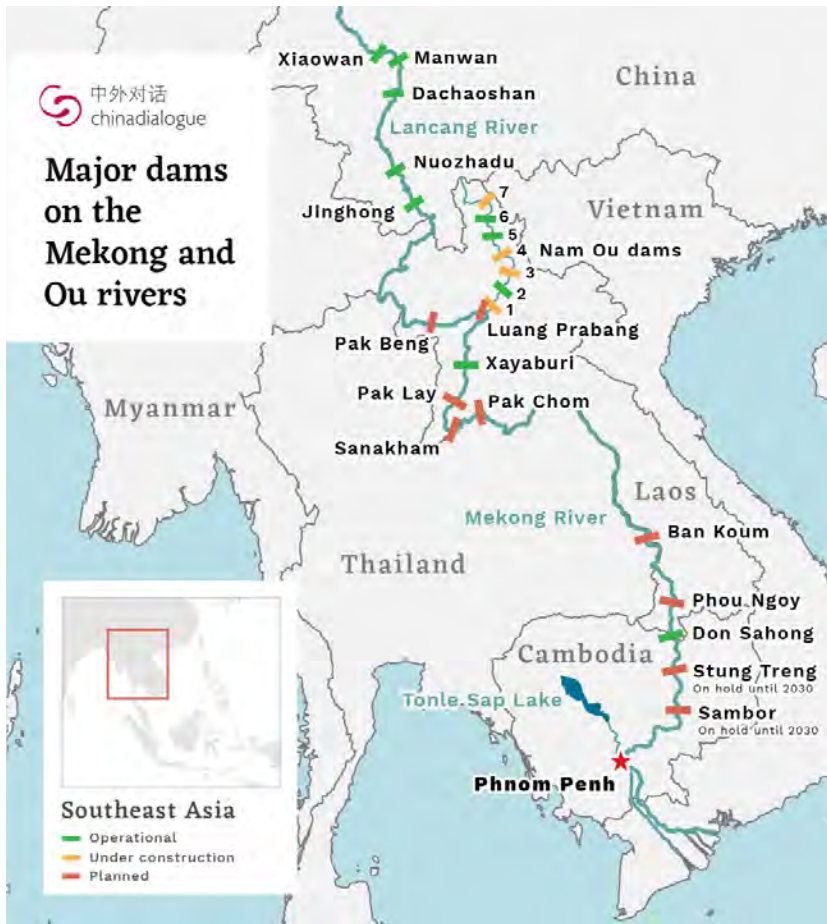 中外对话
chinadialogue
Major dams
on the
Mekong and
Ou rivers
Xiaowan
Manwan
China
Dachaoshan
Lancang River
Nuozhadu
Jinghong
7
Vietnam
6
5
4
Nam Ou dams
3
2
1
Luang Prabang
Pak Beng
Xayaburi
Pak Lay
Pak Chom
Myanmar
Sanakham
Laos
Mekong River
Ban Koum
Thailand
Phou Ngoy
Don Sahong
Cambodia
Stung Treng
On hold until 2030
Tonle Sap Lake
Sambor
On hold until 2030
Phnom Penh
Southeast Asia
Operational
Under construction
Planned